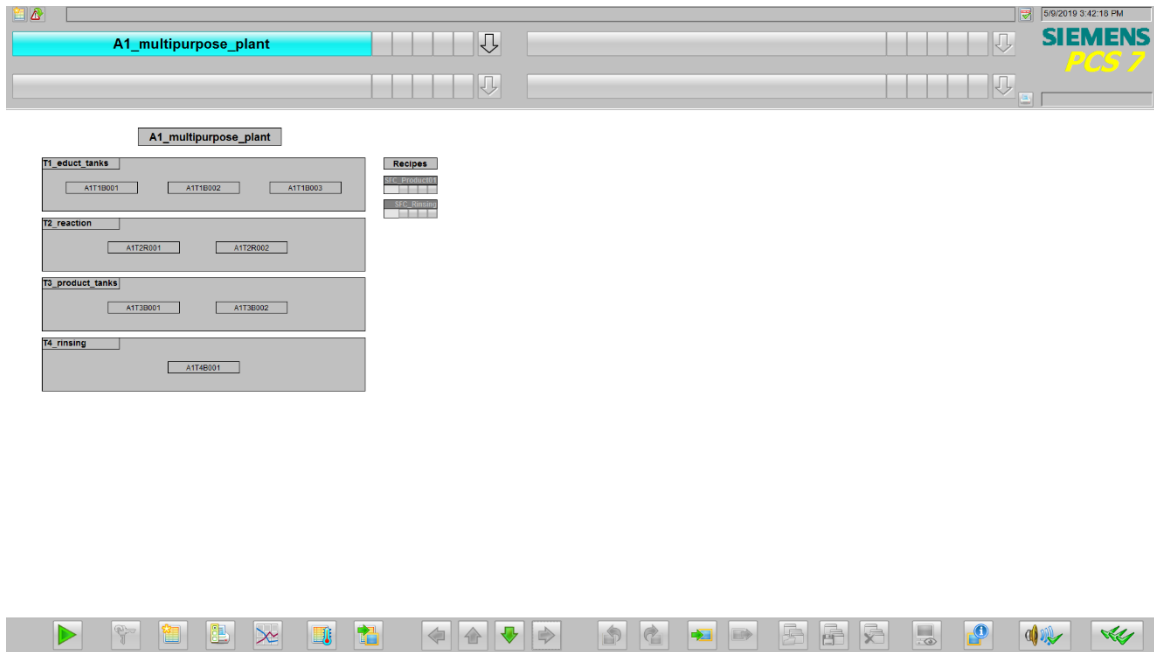 5/9/2019 3:42:18 PM
A1_multipurpose_plant
SIEMENS
PCS 7
A1_multipurpose_plant
T1_educt_tanks
A1T1B001 A1T1B002 A1T1B003
Recipes
SFC_Product01
SFC_Rinsing
T2_reaction
A1T2R001 A1T2R002
T3_product_tanks
A1T3B001 A1T3B002
T4_rinsing
A1T4B001